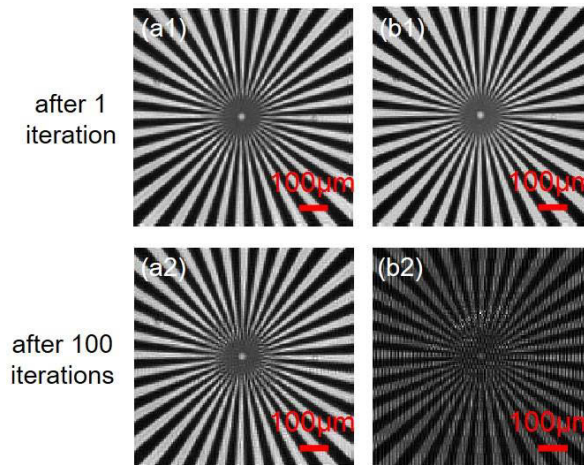 (a1)
(b1)
after 1
iteration
100μm
100μm
(a2)
(b2)
after 100
iterations
100μm
100μm